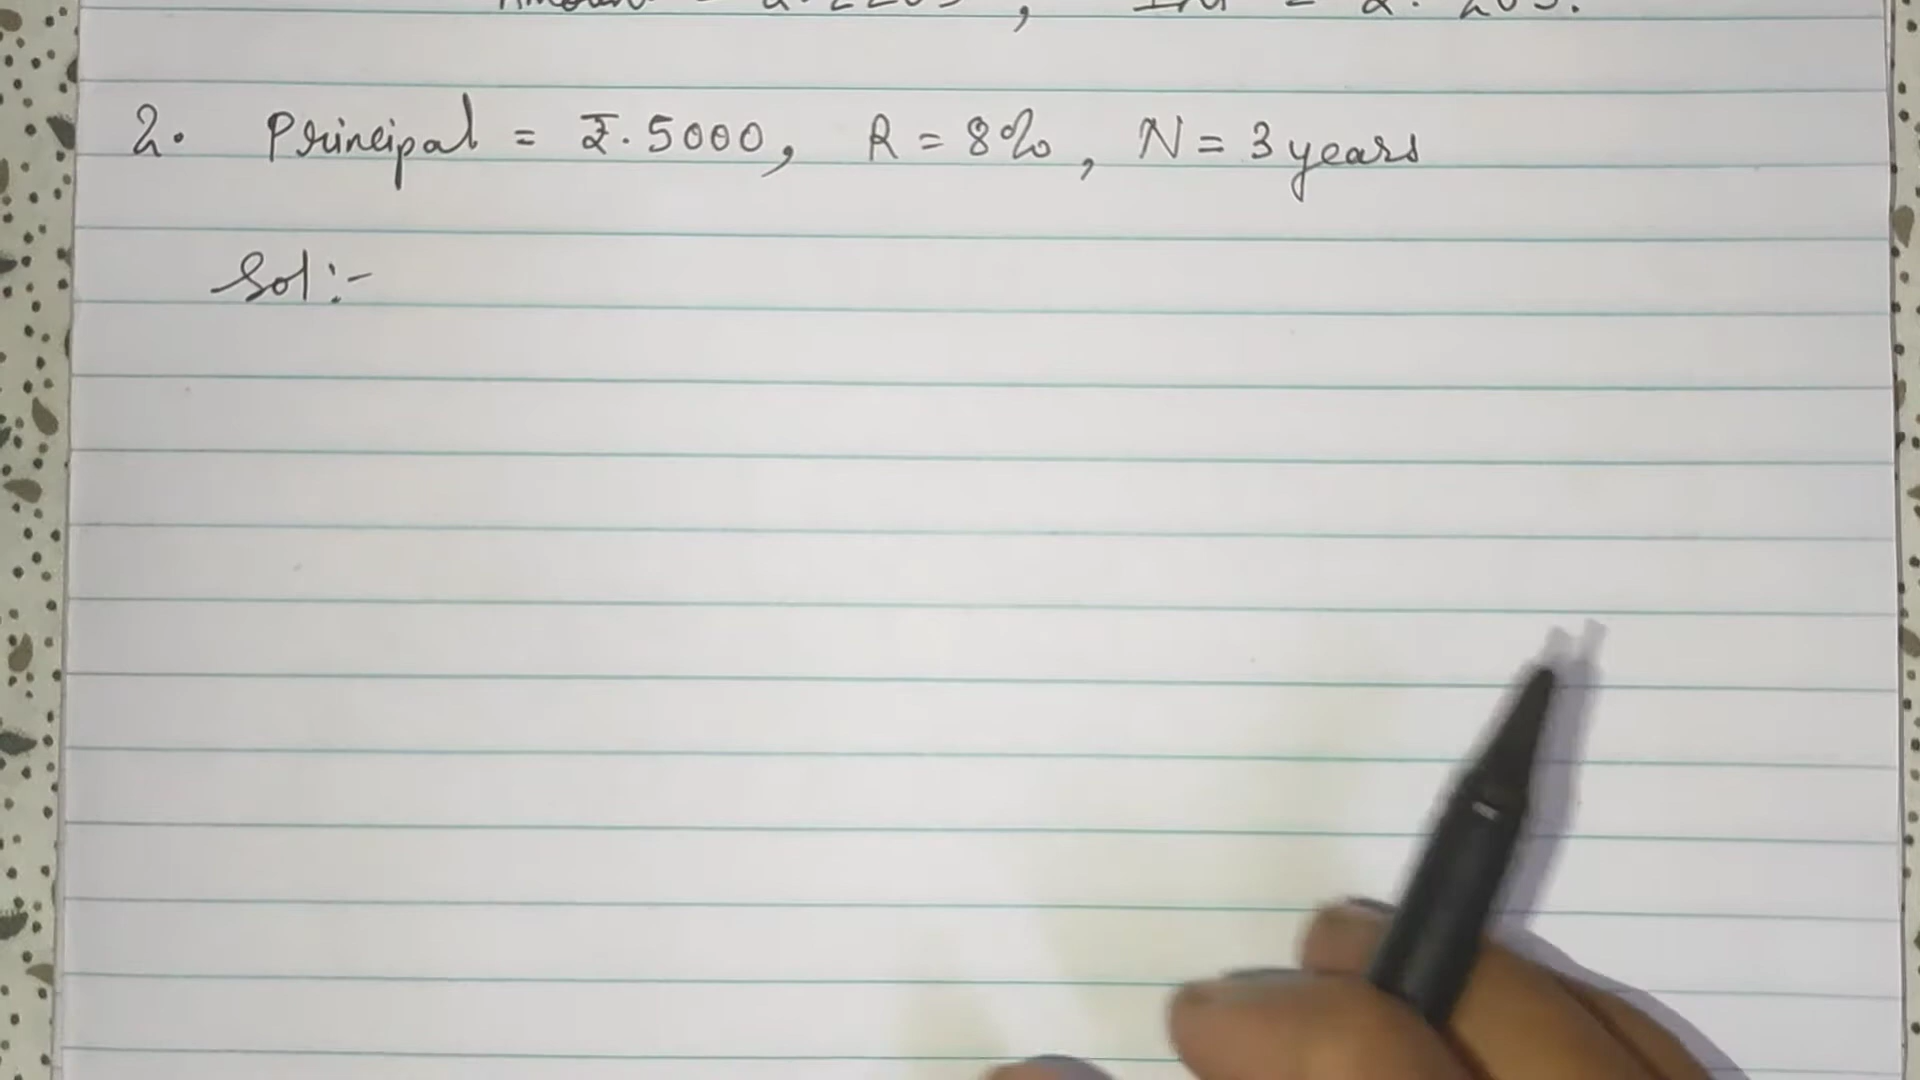 2. Principal = ₹. 5000, R = 8%, N = 3 years
Sol :-